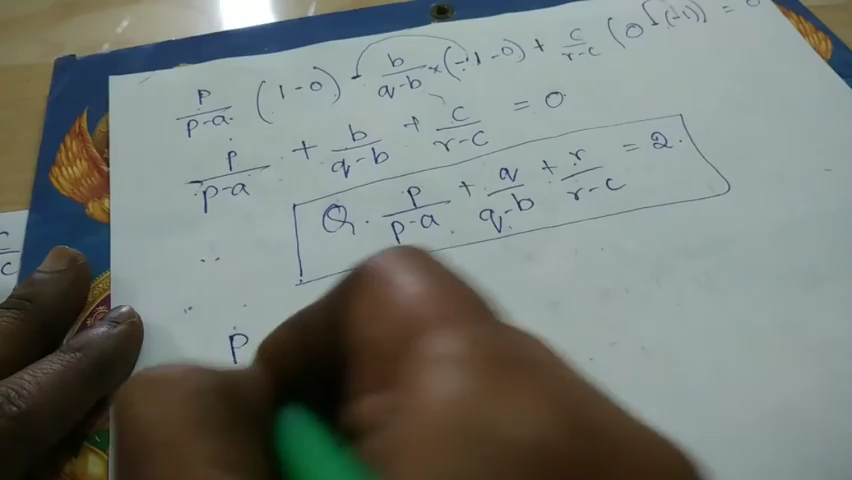 p/(p-a) (1-0) - b/(q-b) × (-1-0) + c/(r-c) (0-(-1)) = 0
p/(p-a) + b/(q-b) + c/(r-c) = 0
Q. p/(p-a) + q/(q-b) + r/(r-c) = 2.
p